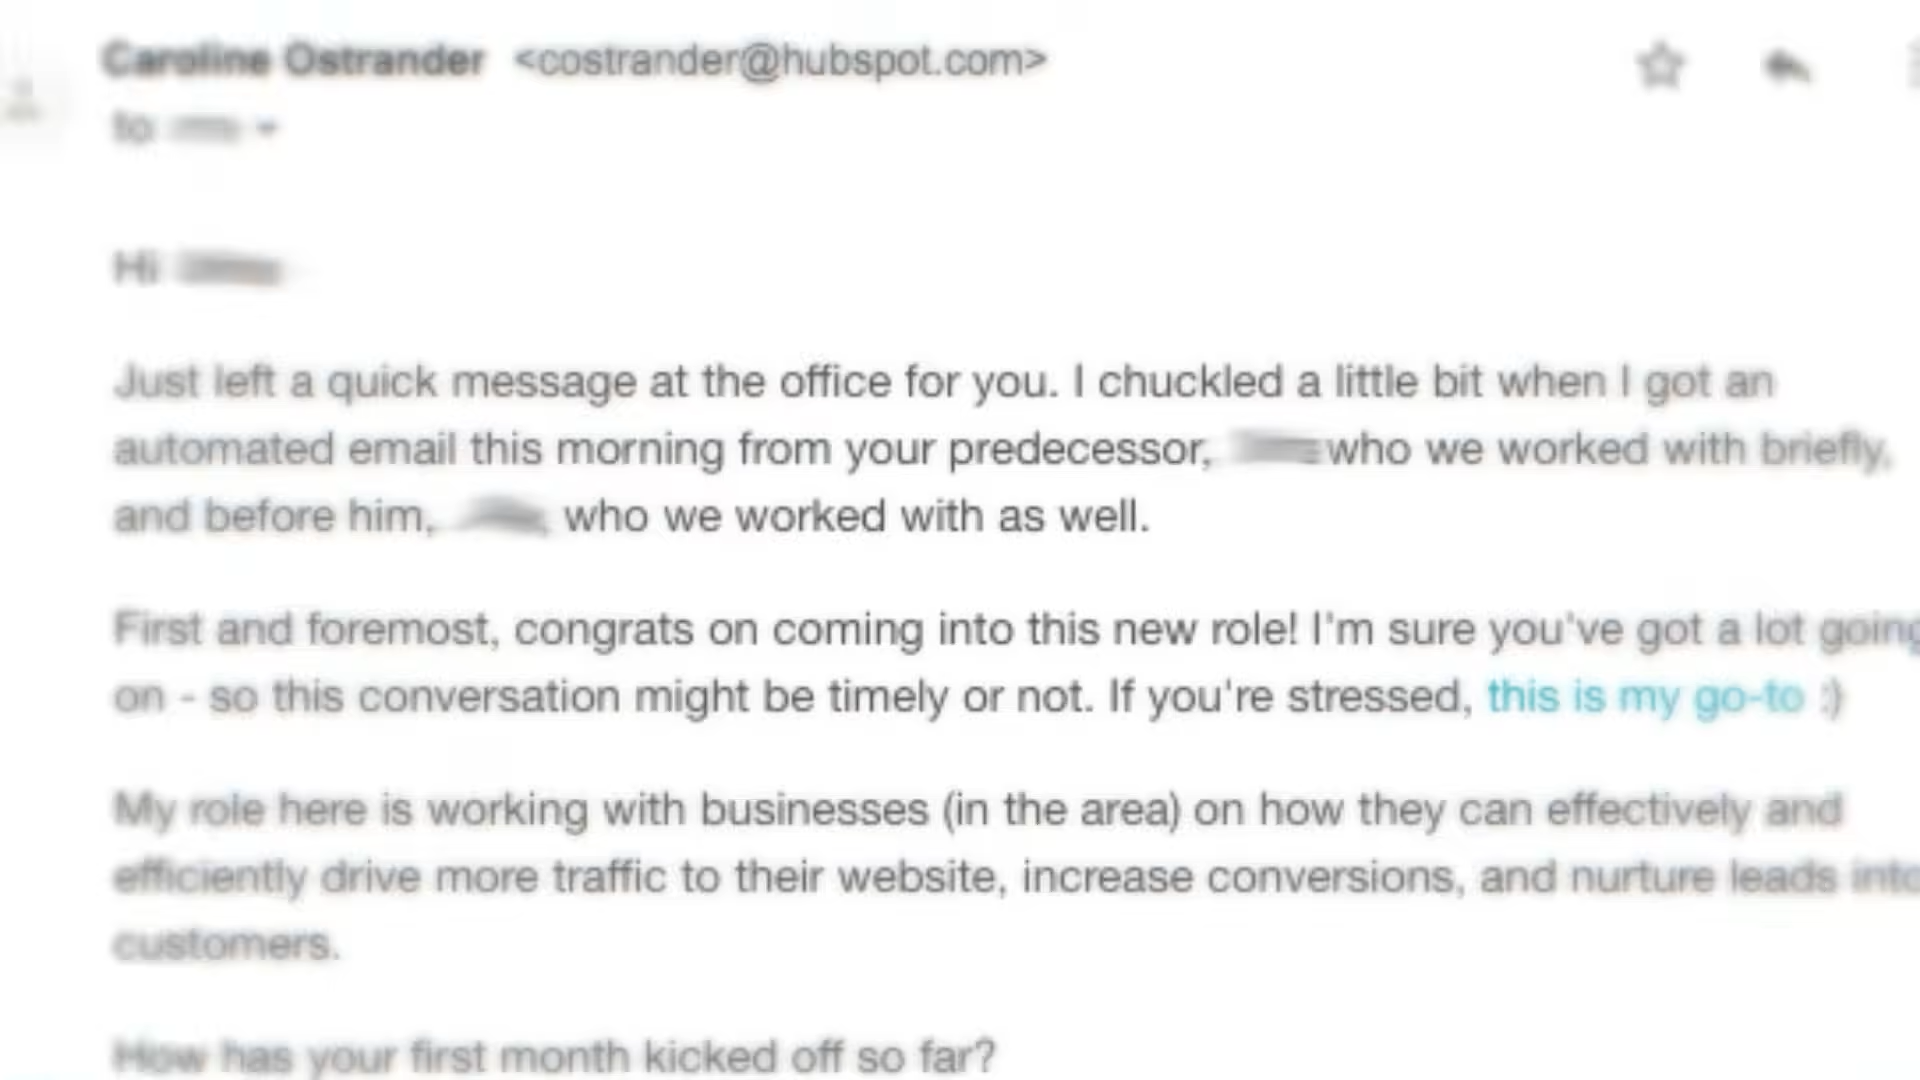 Caroline Ostrander <costrander@hubspot.com>
to
Hi
Just left a quick message at the office for you. I chuckled a little bit when I got an
automated email this morning from your predecessor, who we worked with briefly,
and before him, who we worked with as well.
First and foremost, congrats on coming into this new role! I'm sure you've got a lot going
on - so this conversation might be timely or not. If you're stressed, this is my go-to :)
My role here is working with businesses (in the area) on how they can effectively and
efficiently drive more traffic to their website, increase conversions, and nurture leads into
customers.
How has your first month kicked off so far?